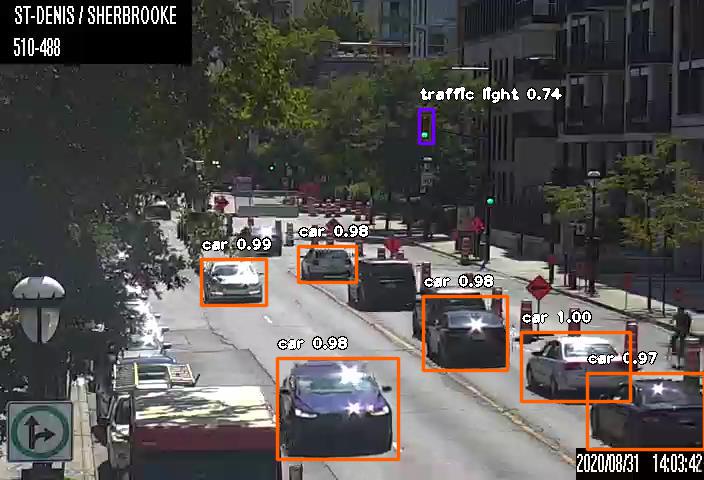 ST-DENIS / SHERBROOKE
510-488
traffic light 0.74
car 0.99
car 0.98
car 0.98
car 1.00
car 0.98
car 0.97
2020/08/31 14:03:42